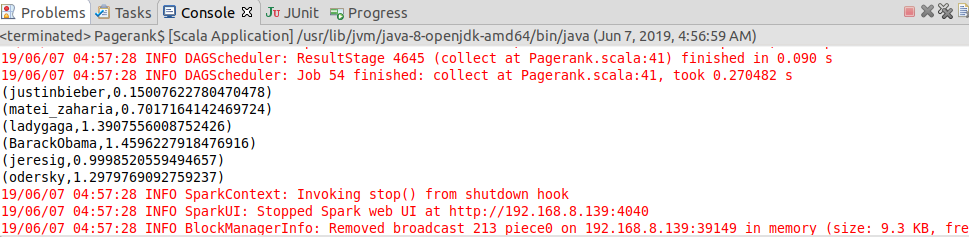 Problems Tasks Console JUnit Progress
<terminated> Pagerank$ [Scala Application] /usr/lib/jvm/java-8-openjdk-amd64/bin/java (Jun 7, 2019, 4:56:59 AM)
19/06/07 04:57:28 INFO DAGScheduler: ResultStage 4645 (collect at Pagerank.scala:41) finished in 0.090 s
19/06/07 04:57:28 INFO DAGScheduler: Job 54 finished: collect at Pagerank.scala:41, took 0.270482 s
(justinbieber,0.15007622780470478)
(matei_zaharia,0.7017164142469724)
(ladygaga,1.3907556008752426)
(BarackObama,1.4596227918476916)
(jeresig,0.9998520559494657)
(odersky,1.2979769092759237)
19/06/07 04:57:28 INFO SparkContext: Invoking stop() from shutdown hook
19/06/07 04:57:28 INFO SparkUI: Stopped Spark web UI at http://192.168.8.139:4040
19/06/07 04:57:28 INFO BlockManagerInfo: Removed broadcast 213 piece0 on 192.168.8.139:39149 in memory (size: 9.3 KB, fre